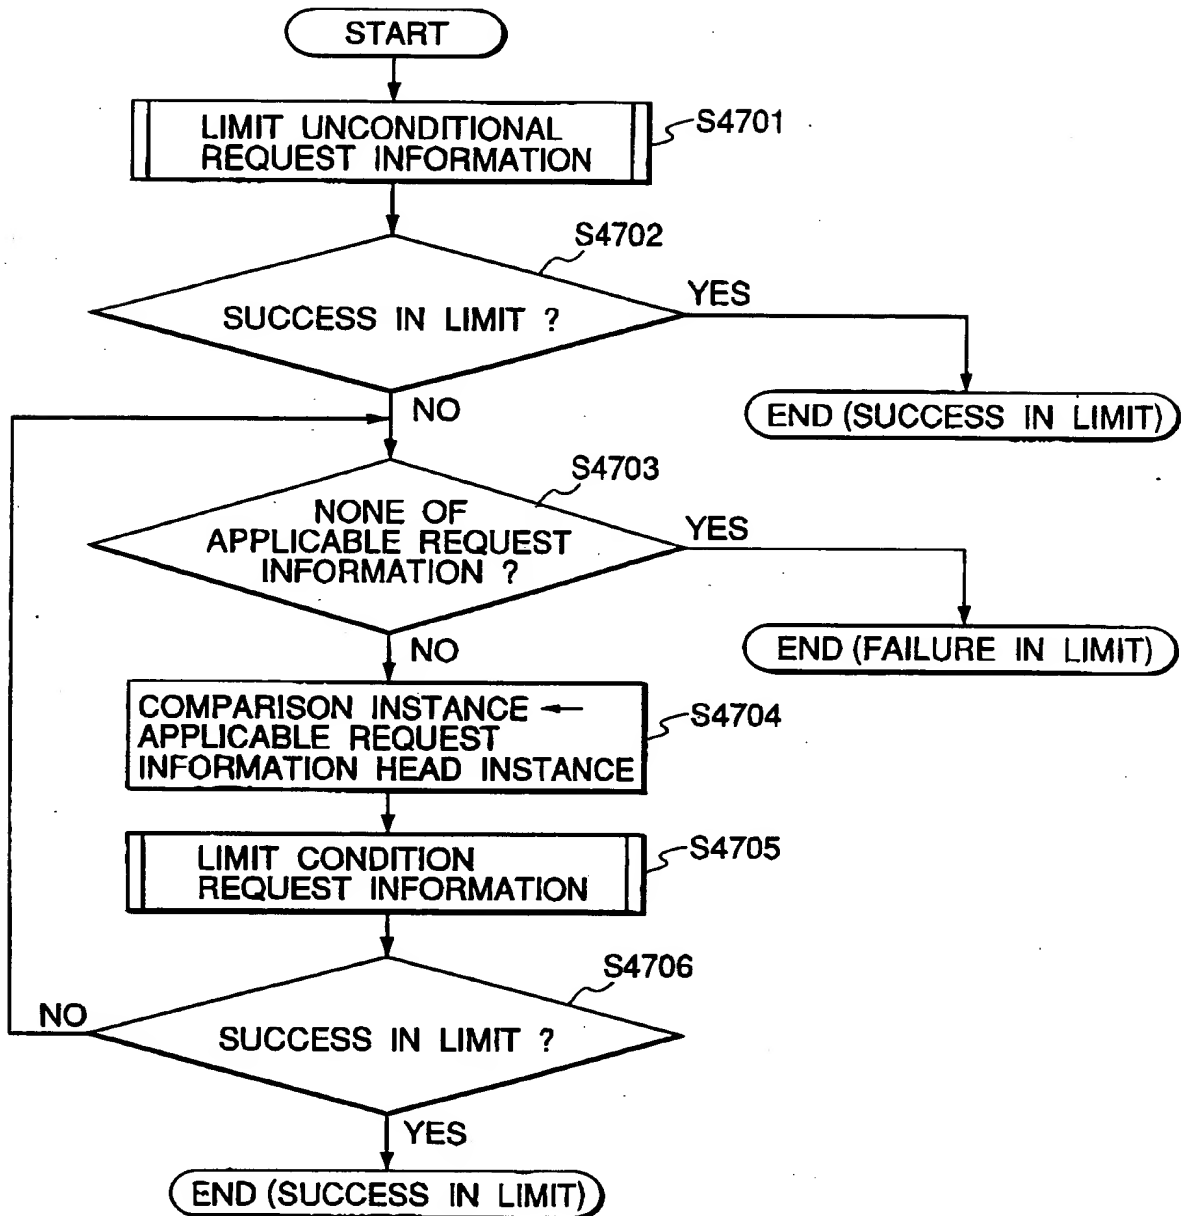 START
LIMIT UNCONDITIONAL
REQUEST INFORMATION
S4701
S4702
SUCCESS IN LIMIT ?
YES
END (SUCCESS IN LIMIT)
NO
S4703
NONE OF
APPLICABLE REQUEST
INFORMATION ?
YES
END (FAILURE IN LIMIT)
NO
COMPARISON INSTANCE ←
APPLICABLE REQUEST
INFORMATION HEAD INSTANCE
S4704
LIMIT CONDITION
REQUEST INFORMATION
S4705
S4706
NO
SUCCESS IN LIMIT ?
YES
END (SUCCESS IN LIMIT)